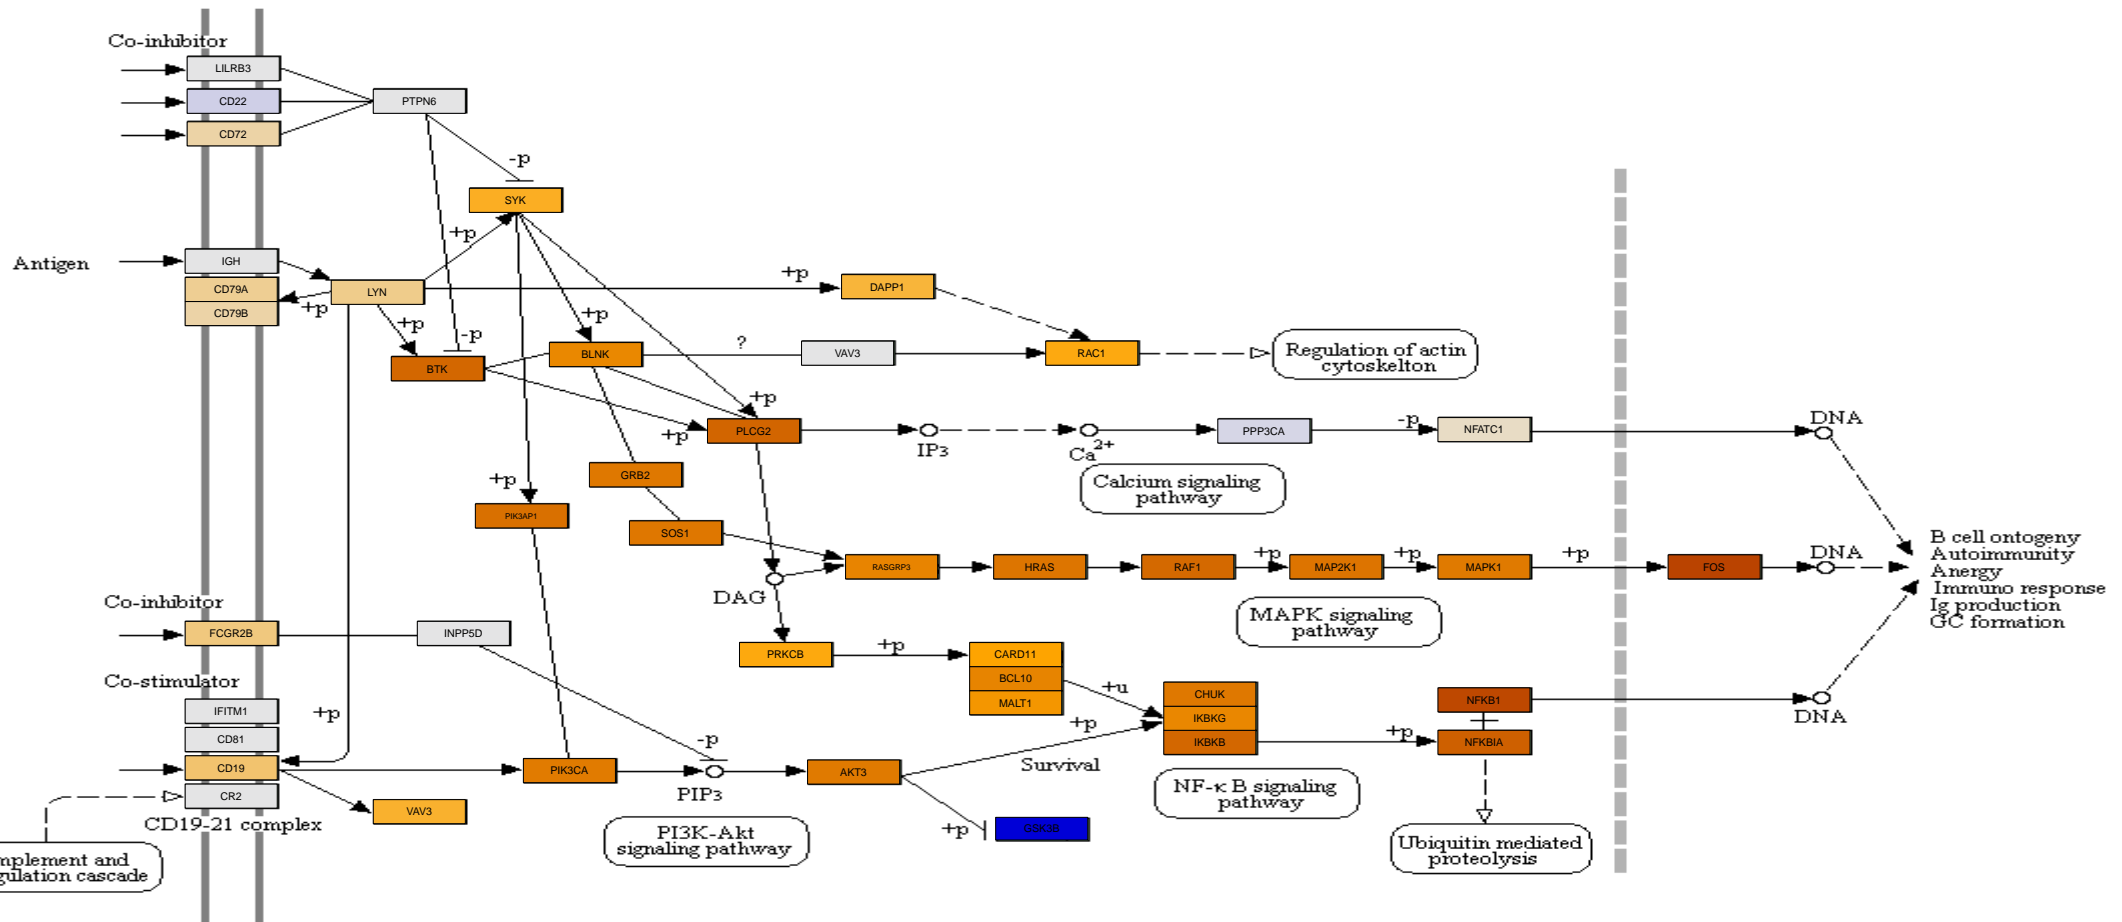 Co-inhibitor
LILRB3
CD22
PTPN6
CD72
-p
SYK
+p
Antigen
IGH
CD79A
LYN
+p
DAPP1
CD79B
+p
+p
-p
+p
BTK
BLNK
?
VAV3
RAC1
Regulation of actin
cytoskelton
+p
+p
PLCG2
IP3
Ca2+
PPP3CA
-p
NFATC1
DNA
Calcium signaling
pathway
GRB2
+p
PIK3AP1
SOS1
DAG
RASGRP3
HRAS
RAF1
+p
MAP2K1
+p
MAPK1
+p
FOS
DNA
B cell ontogeny
Autoimmunity
Anergy
Immuno response
Ig production
GC formation
MAPK signaling
pathway
Co-inhibitor
FCGR2B
INPP5D
PRKCB
+p
CARD11
BCL10
MALT1
+u
+p
CHUK
IKBKG
IKBKB
+p
NFKB1
NFKBIA
DNA
Co-stimulator
IFITM1
+p
CD81
CD19
CR2
CD19-21 complex
VAV3
PIK3CA
-p
PIP3
AKT3
Survival
+p
GSK3B
PI3K-Akt
signaling pathway
NF-κ B signaling
pathway
Ubiquitin mediated
proteolysis
mplement and
gulation cascade